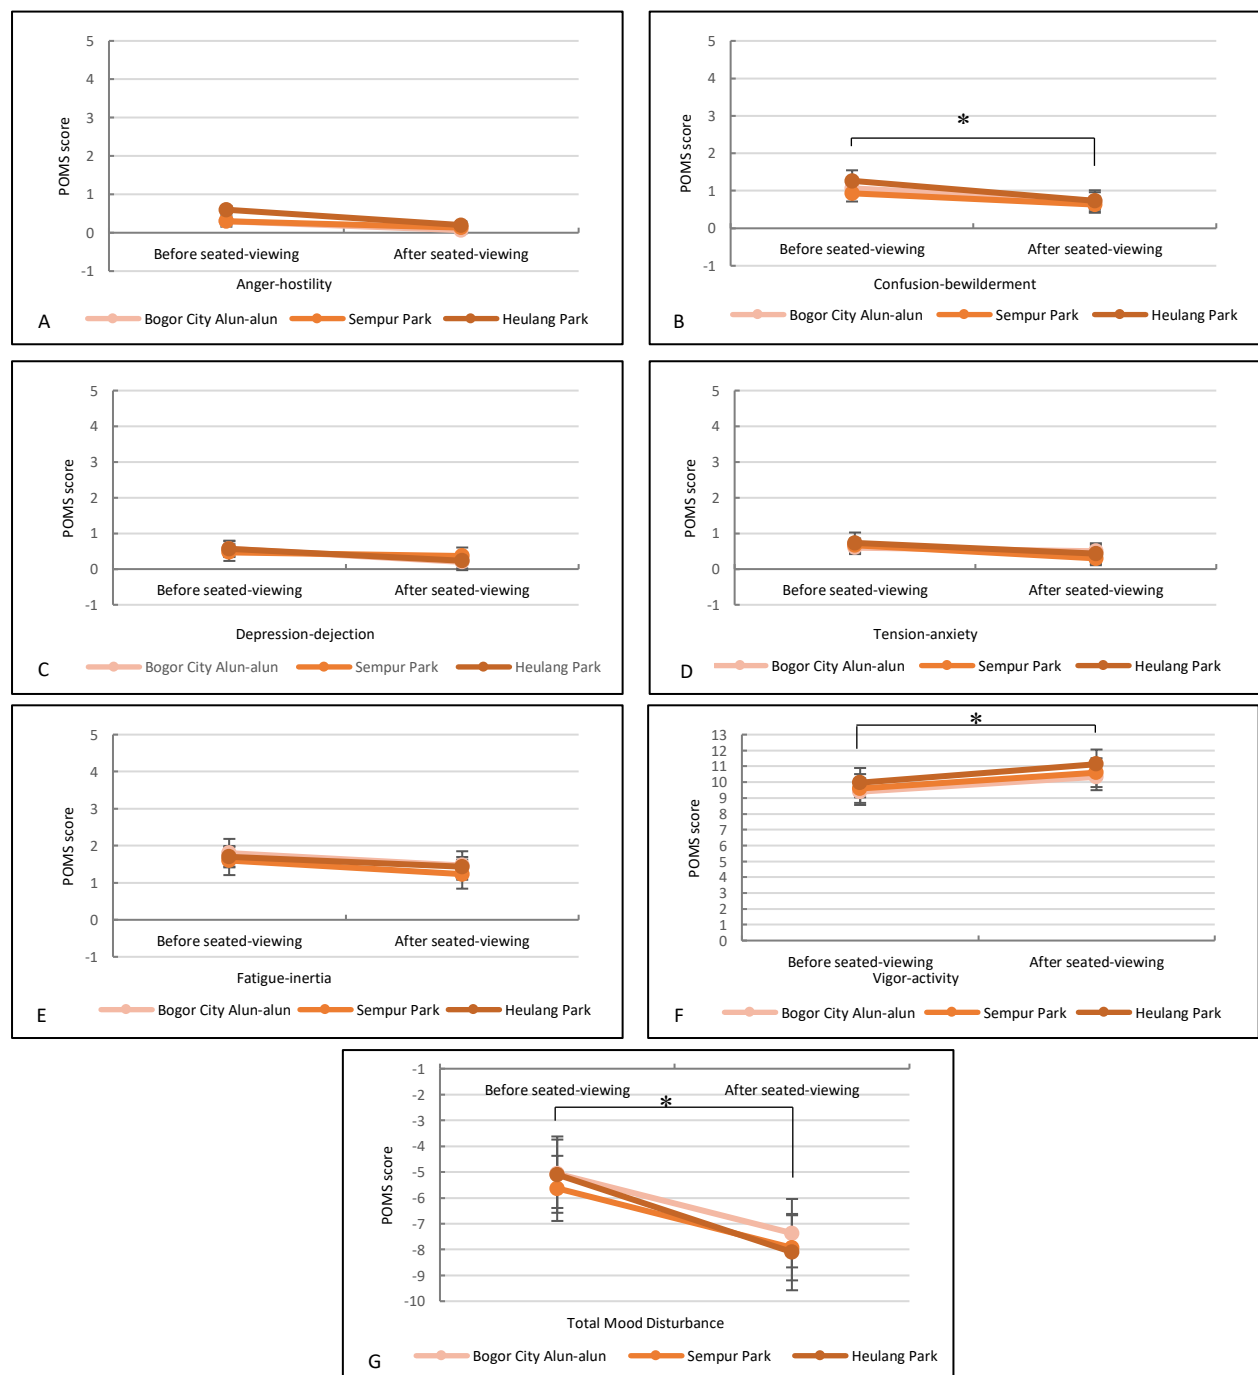 5
4
3
2
1
0
-1
POMS score
Before seated-viewing After seated-viewing
Anger-hostility
A Bogor City Alun-alun Sempur Park Heulang Park
5
4
3
2
1
0
-1
POMS score
*
Before seated-viewing After seated-viewing
Confusion-bewilderment
B Bogor City Alun-alun Sempur Park Heulang Park
5
4
3
2
1
0
-1
POMS score
Before seated-viewing After seated-viewing
Depression-dejection
C Bogor City Alun-alun Sempur Park Heulang Park
5
4
3
2
1
0
-1
POMS score
Before seated-viewing After seated-viewing
Tension-anxiety
D Bogor City Alun-alun Sempur Park Heulang Park
5
4
3
2
1
0
-1
POMS score
Before seated-viewing After seated-viewing
Fatigue-inertia
E Bogor City Alun-alun Sempur Park Heulang Park
*
13
12
11
10
9
8
7
6
5
4
3
2
1
0
POMS score
Before seated-viewing After seated-viewing
Vigor-activity
F Bogor City Alun-alun Sempur Park Heulang Park
-1
-2
-3
-4
-5
-6
-7
-8
-9
-10
POMS score
Before seated-viewing After seated-viewing
*
Total Mood Disturbance
G Bogor City Alun-alun Sempur Park Heulang Park